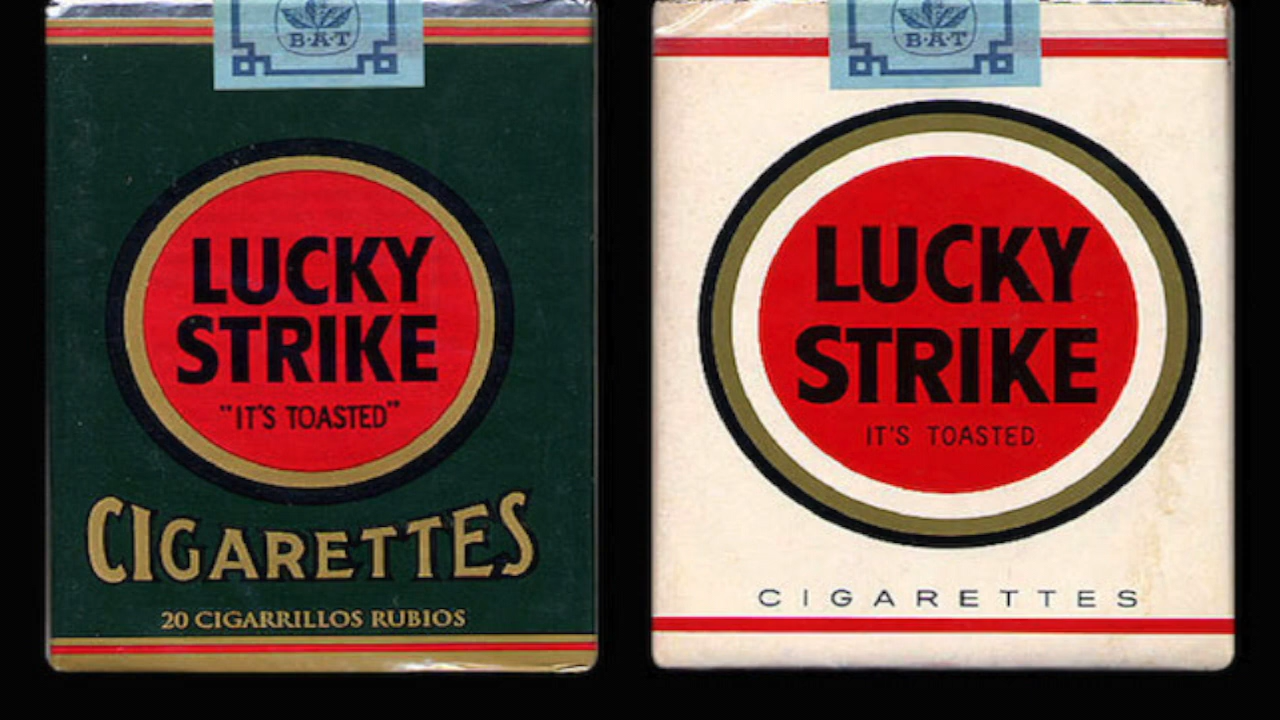 B·A·T
LUCKY
STRIKE
"IT'S TOASTED"
CIGARETTES
20 CIGARRILLOS RUBIOS
B·A·T
LUCKY
STRIKE
IT'S TOASTED
CIGARETTES